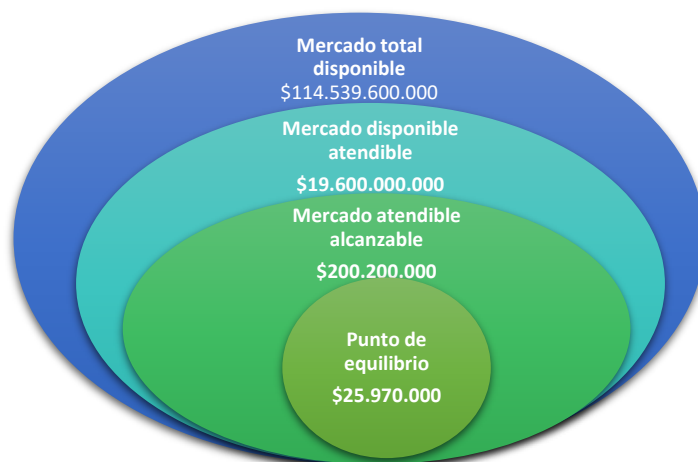 Mercado total
disponible
$114.539.600.000
Mercado disponible
atendible
$19.600.000.000
Mercado atendible
alcanzable
$200.200.000
Punto de
equilibrio
$25.970.000